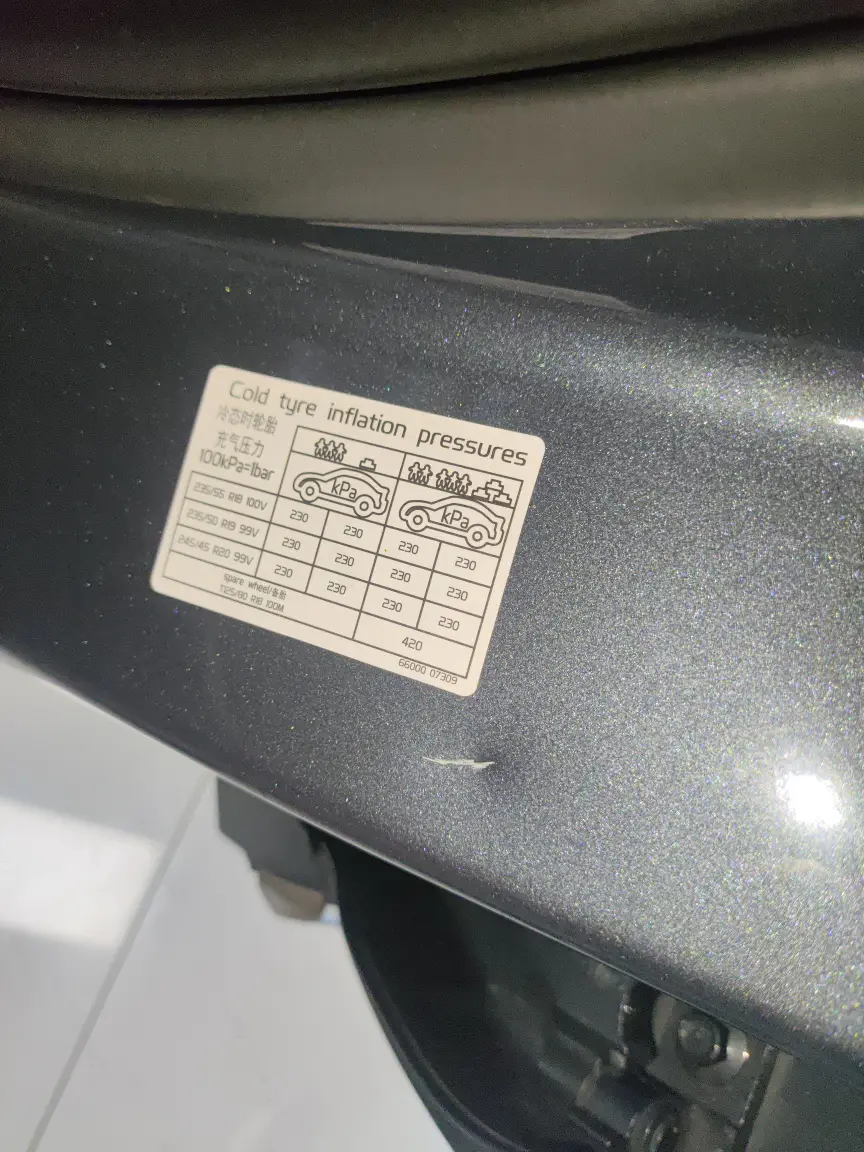 Cold tyre inflation pressures
冷态时轮胎
充气压力
100kPa=1bar
kPa kPa
235/55 R18 100V 230 230 230 230
235/50 R19 99V 230 230 230 230
245/45 R20 99V 230 230 230 230
spare wheel/备胎
T125/80 R18 100M 420
66000 07309